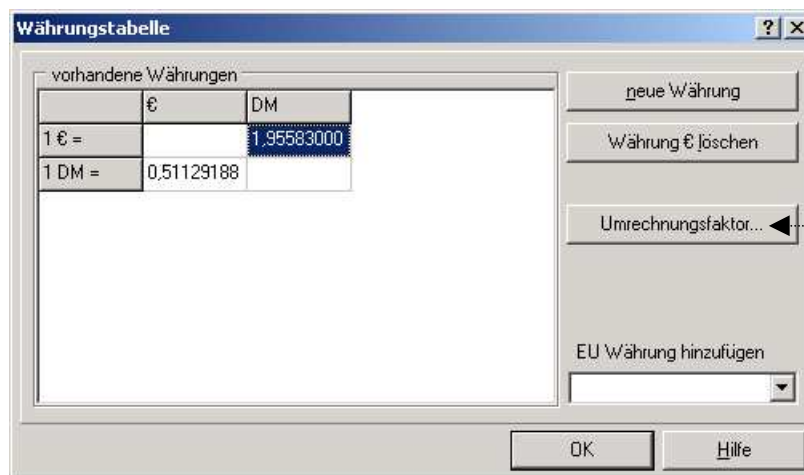 Währungstabelle
vorhandene Währungen
€ DM
1 € = 1,95583000
1 DM = 0,51129188
neue Währung
Währung € löschen
Umrechnungsfaktor...
EU Währung hinzufügen
OK Hilfe